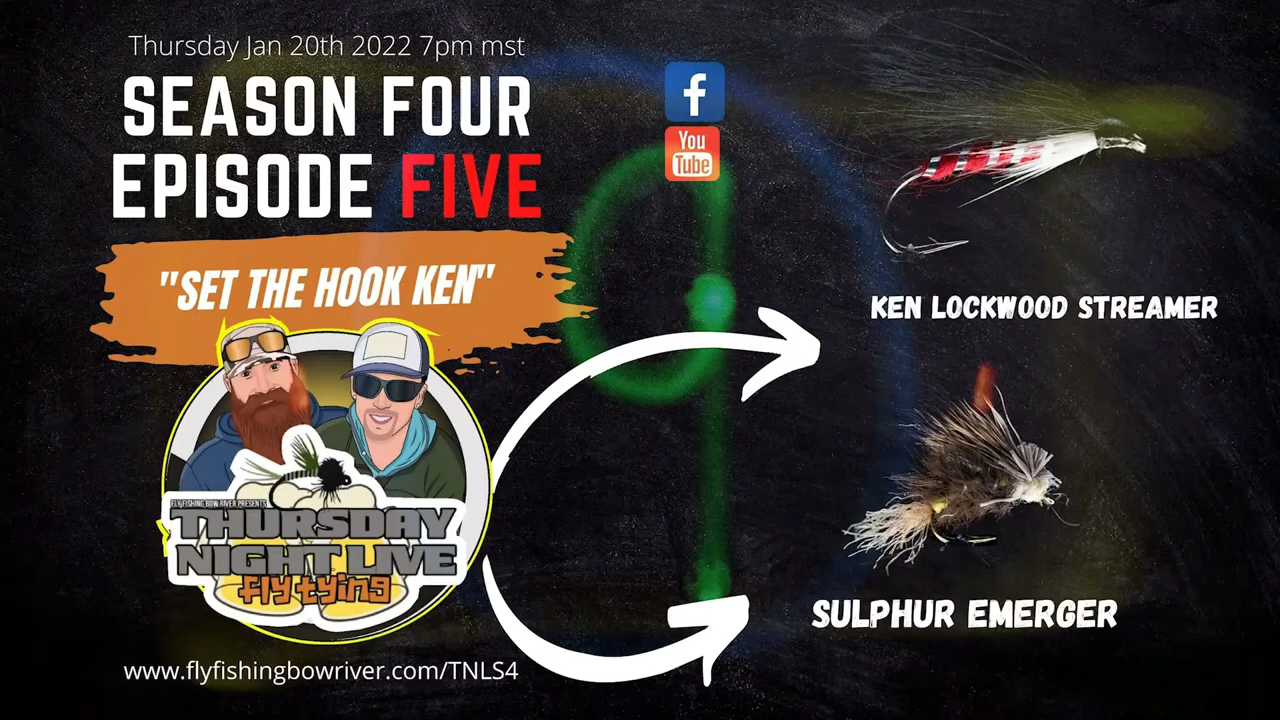 Thursday Jan 20th 2022 7pm mst
SEASON FOUR
EPISODE FIVE
"SET THE HOOK KEN"
f
You
Tube
KEN LOCKWOOD STREAMER
FLY FISHING BOW RIVER PRESENTS
THURSDAY
NIGHT LIVE
fly tying
SULPHUR EMERGER
www.flyfishingbowriver.com/TNLS4